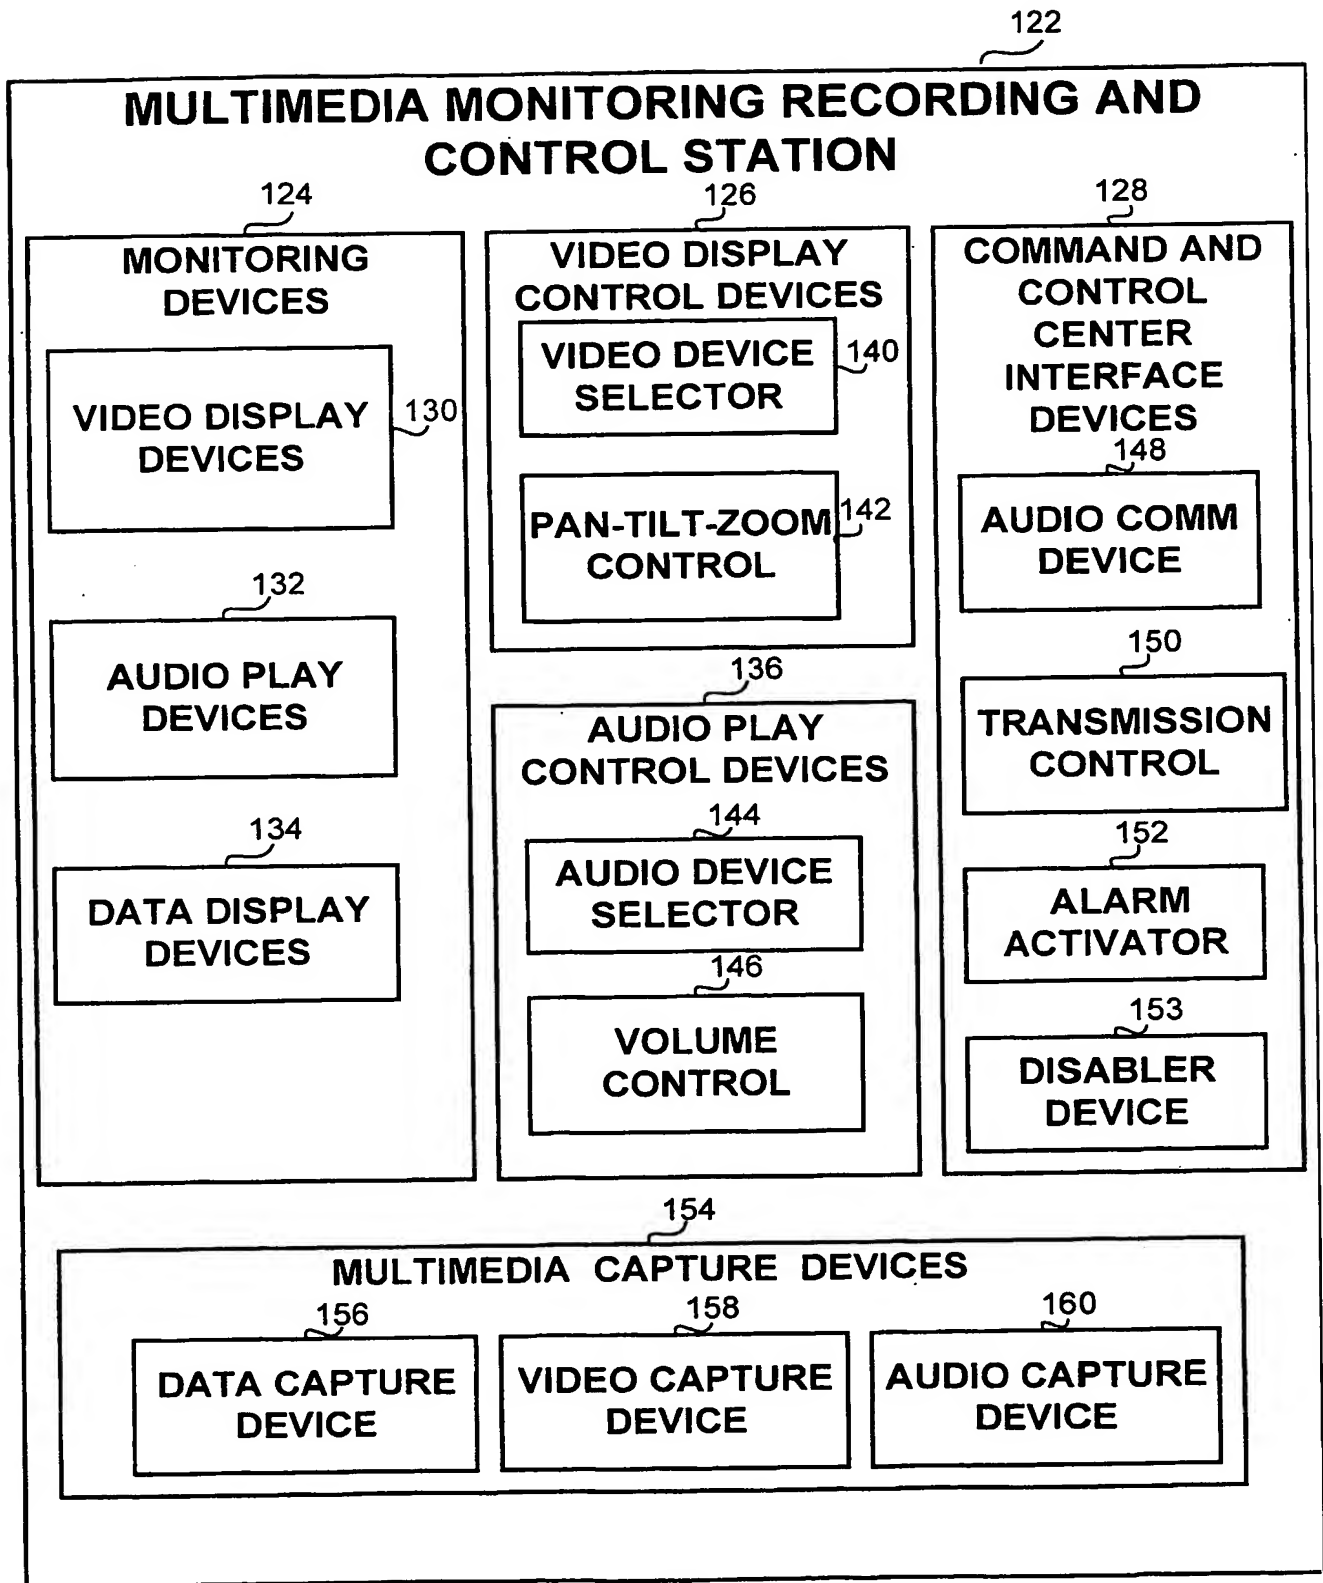 122
MULTIMEDIA MONITORING RECORDING AND
CONTROL STATION
124
MONITORING
DEVICES
VIDEO DISPLAY
DEVICES
130
132
AUDIO PLAY
DEVICES
134
DATA DISPLAY
DEVICES
126
VIDEO DISPLAY
CONTROL DEVICES
VIDEO DEVICE
SELECTOR
140
PAN-TILT-ZOOM
CONTROL
142
136
AUDIO PLAY
CONTROL DEVICES
144
AUDIO DEVICE
SELECTOR
146
VOLUME
CONTROL
128
COMMAND AND
CONTROL
CENTER
INTERFACE
DEVICES
148
AUDIO COMM
DEVICE
150
TRANSMISSION
CONTROL
152
ALARM
ACTIVATOR
153
DISABLER
DEVICE
154
MULTIMEDIA CAPTURE DEVICES
156
DATA CAPTURE
DEVICE
158
VIDEO CAPTURE
DEVICE
160
AUDIO CAPTURE
DEVICE